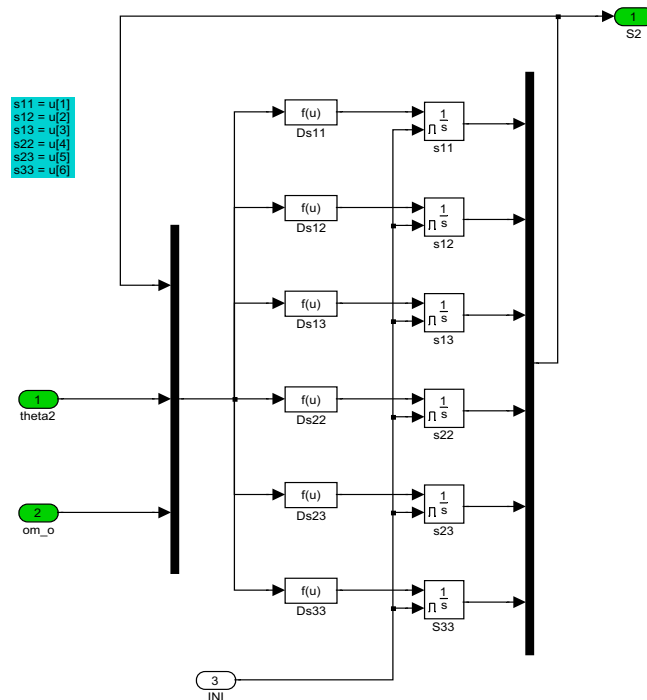 1
S2
s11 = u[1]
s12 = u[2]
s13 = u[3]
s22 = u[4]
s23 = u[5]
s33 = u[6]
f(u)
Ds11
1
s
s11
f(u)
Ds12
1
s
s12
f(u)
Ds13
1
s
s13
1
theta2
f(u)
Ds22
1
s
s22
2
om_o
f(u)
Ds23
1
s
s23
f(u)
Ds33
1
s
S33
3
INI